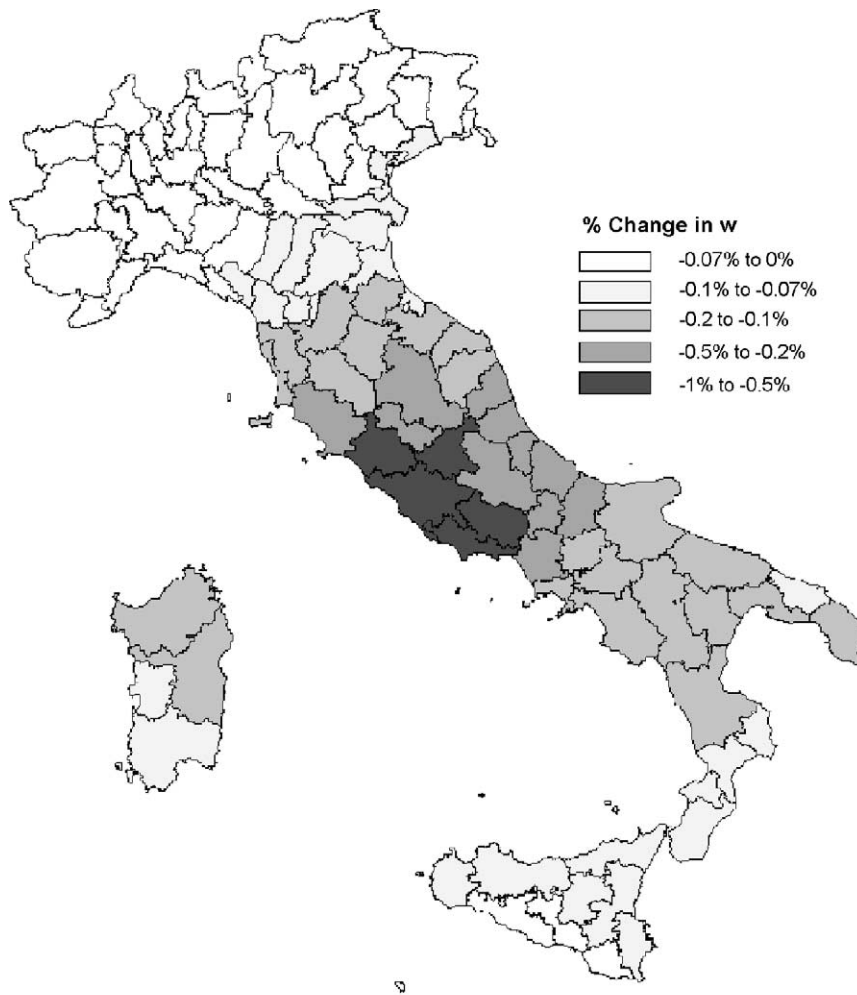 % Change in w
-0.07% to 0%
-0.1% to -0.07%
-0.2 to -0.1%
-0.5% to -0.2%
-1% to -0.5%